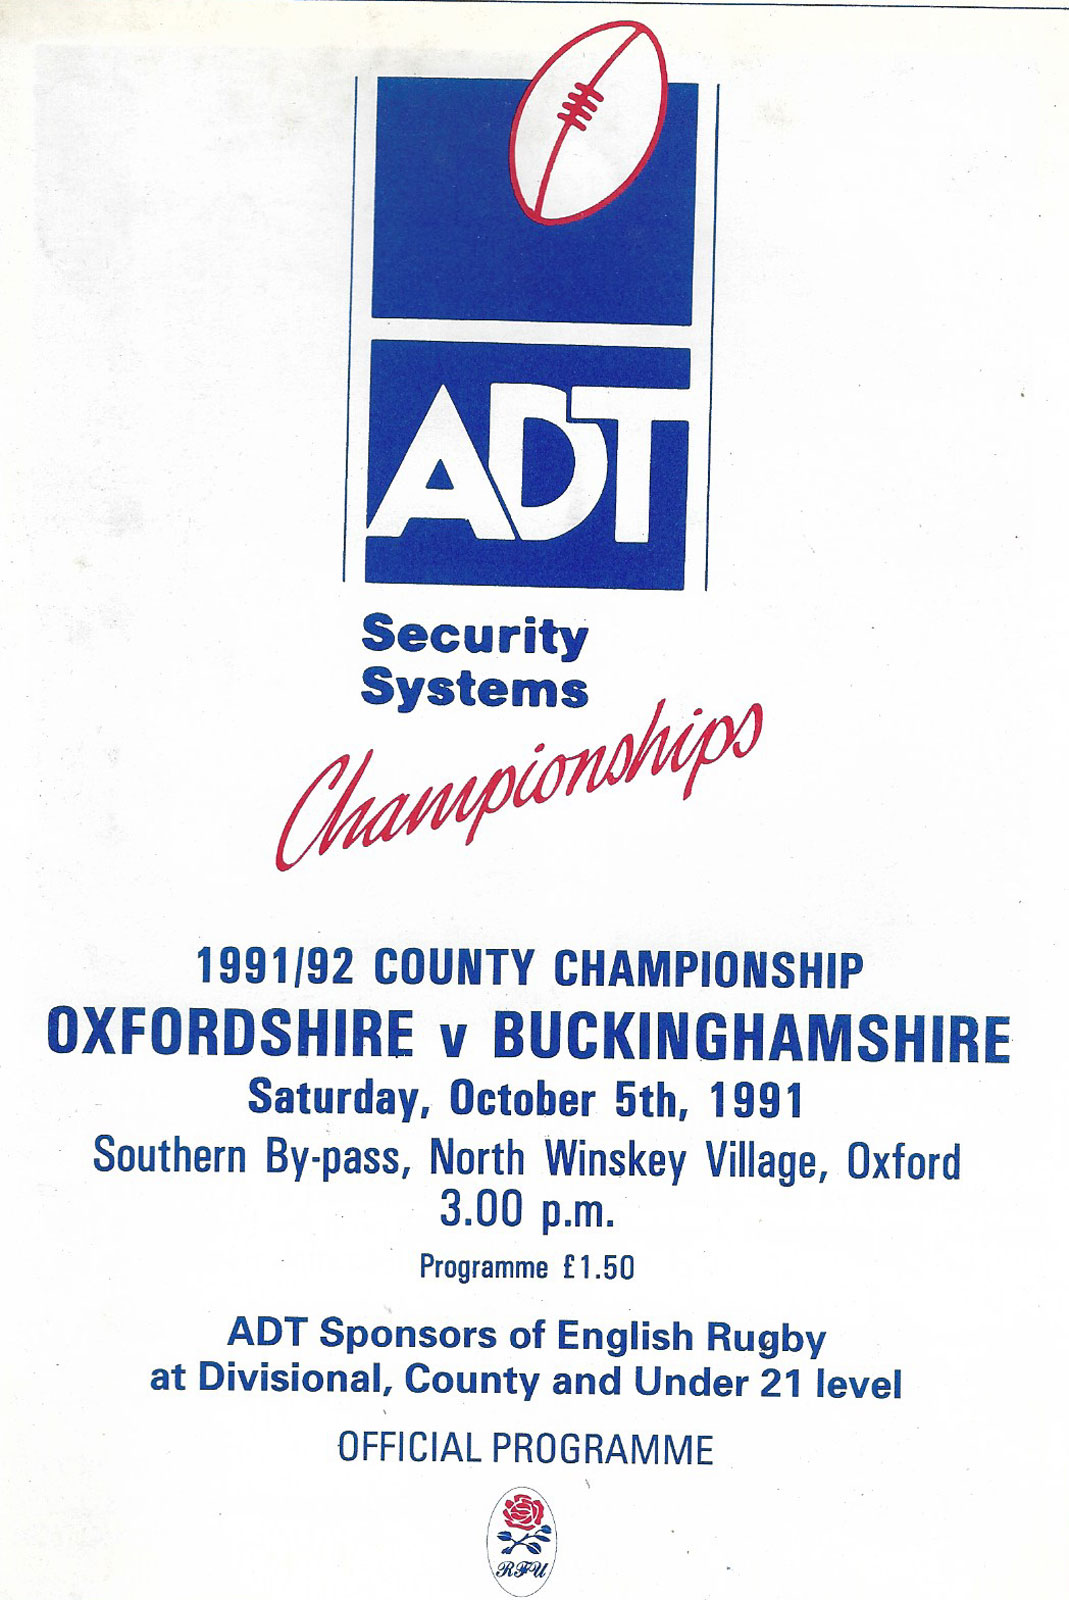 ADT
Security
Systems
Championships
1991/92 COUNTY CHAMPIONSHIP
OXFORDSHIRE v BUCKINGHAMSHIRE
Saturday, October 5th, 1991
Southern By-pass, North Winskey Village, Oxford
3.00 p.m.
Programme £1.50
ADT Sponsors of English Rugby
at Divisional, County and Under 21 level
OFFICIAL PROGRAMME
RFU